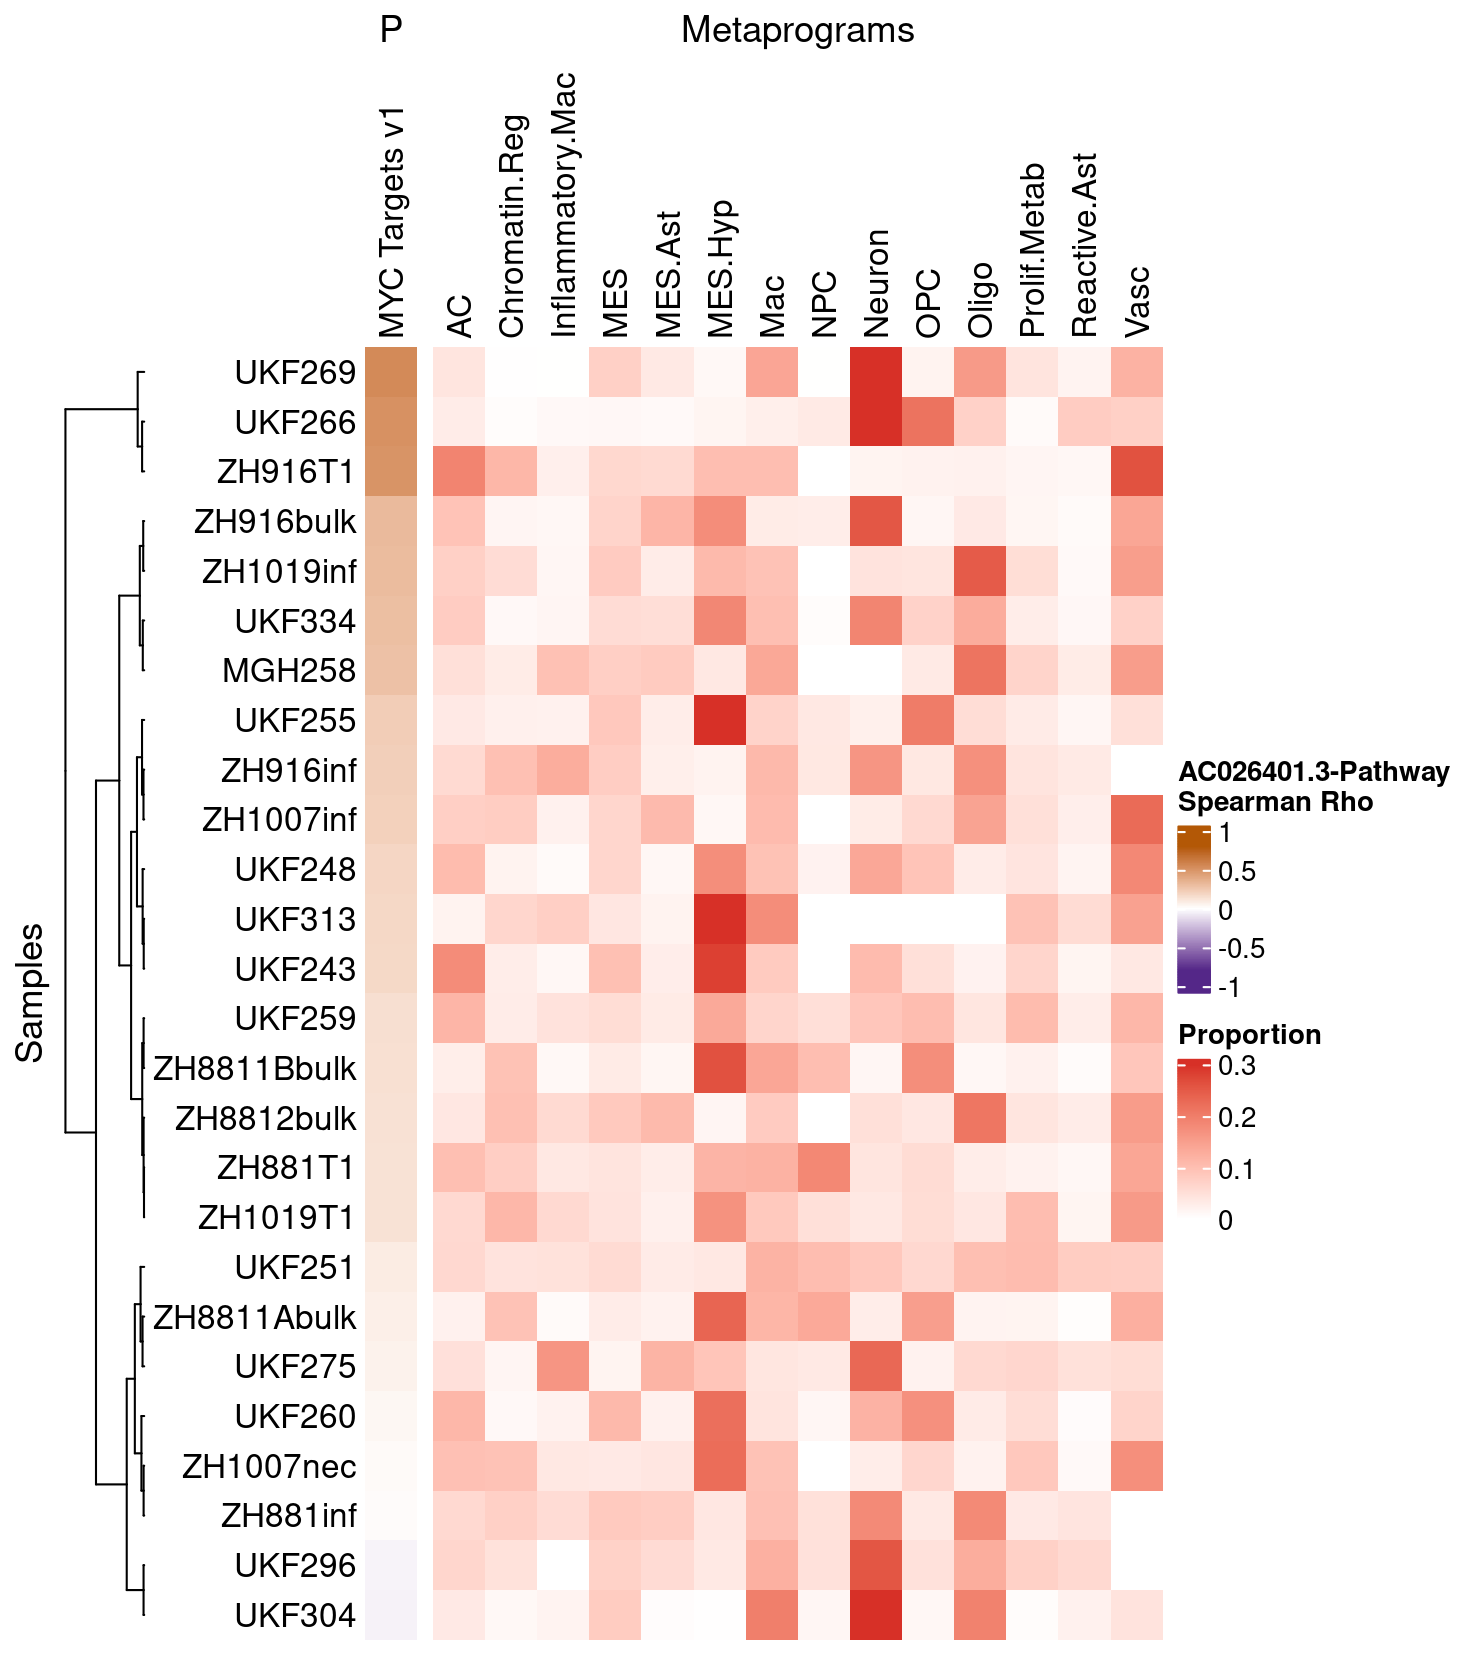 P
Metaprograms
MYC Targets v1
AC
Chromatin.Reg
Inflammatory.Mac
MES
MES.Ast
MES.Hyp
Mac
NPC
Neuron
OPC
Oligo
Prolif.Metab
Reactive.Ast
Vasc
Samples
UKF269
UKF266
ZH916T1
ZH916bulk
ZH1019inf
UKF334
MGH258
UKF255
ZH916inf
ZH1007inf
UKF248
UKF313
UKF243
UKF259
ZH8811Bbulk
ZH8812bulk
ZH881T1
ZH1019T1
UKF251
ZH8811Abulk
UKF275
UKF260
ZH1007nec
ZH881inf
UKF296
UKF304
AC026401.3-Pathway
Spearman Rho
1
0.5
0
-0.5
-1
Proportion
0.3
0.2
0.1
0